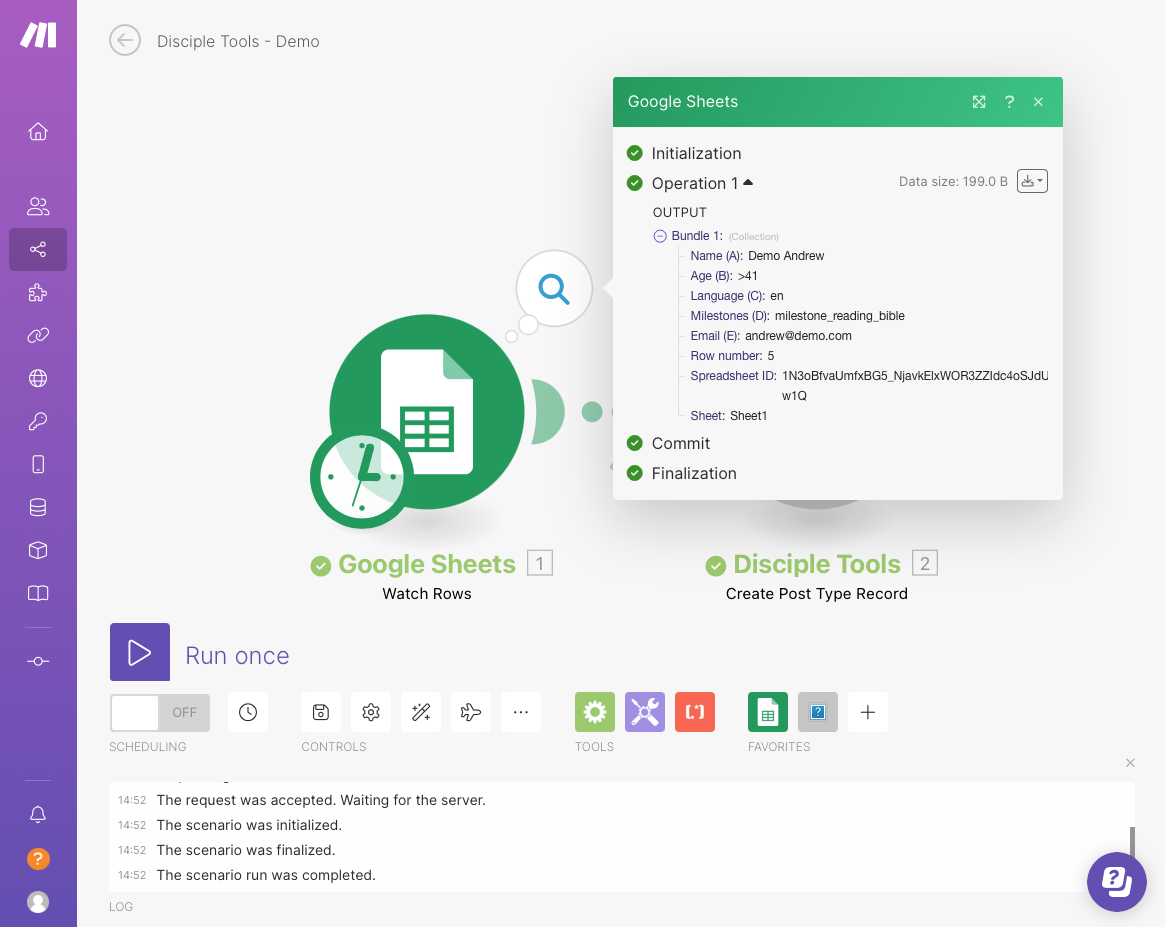 Disciple Tools - Demo
Google Sheets
?
Initialization
Operation 1
Data size: 199.0 B
OUTPUT
Bundle 1: (Collection)
Name (A): Demo Andrew
Age (B): >41
Language (C): en
Milestones (D): milestone_reading_bible
Email (E): andrew@demo.com
Row number: 5
Sheet: Sheet1
Commit
Finalization
Google Sheets 1
Watch Rows
Disciple Tools 2
Create Post Type Record
Run once
OFF
SCHEDULING
CONTROLS
TOOLS
FAVORITES
14:52 The request was accepted. Waiting for the server.
14:52 The scenario was initialized.
14:52 The scenario was finalized.
14:52 The scenario run was completed.
LOG